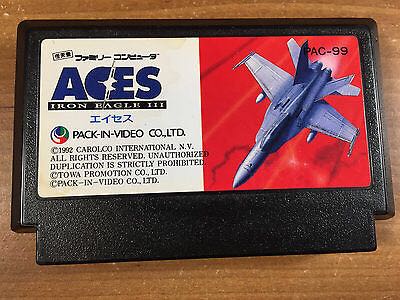 任天堂 ファミリーコンピュータ
PAC-99
ACES
IRON EAGLE III
エイセス
PACK-IN-VIDEO CO.,LTD.
©1992 CAROLCO INTERNATIONAL N.V.
ALL RIGHTS RESERVED. UNAUTHORIZED
DUPLICATION IS STRICTLY PROHIBITED
©TOWA PROMOTION CO., LTD.
©PACK-IN-VIDEO CO., LTD.